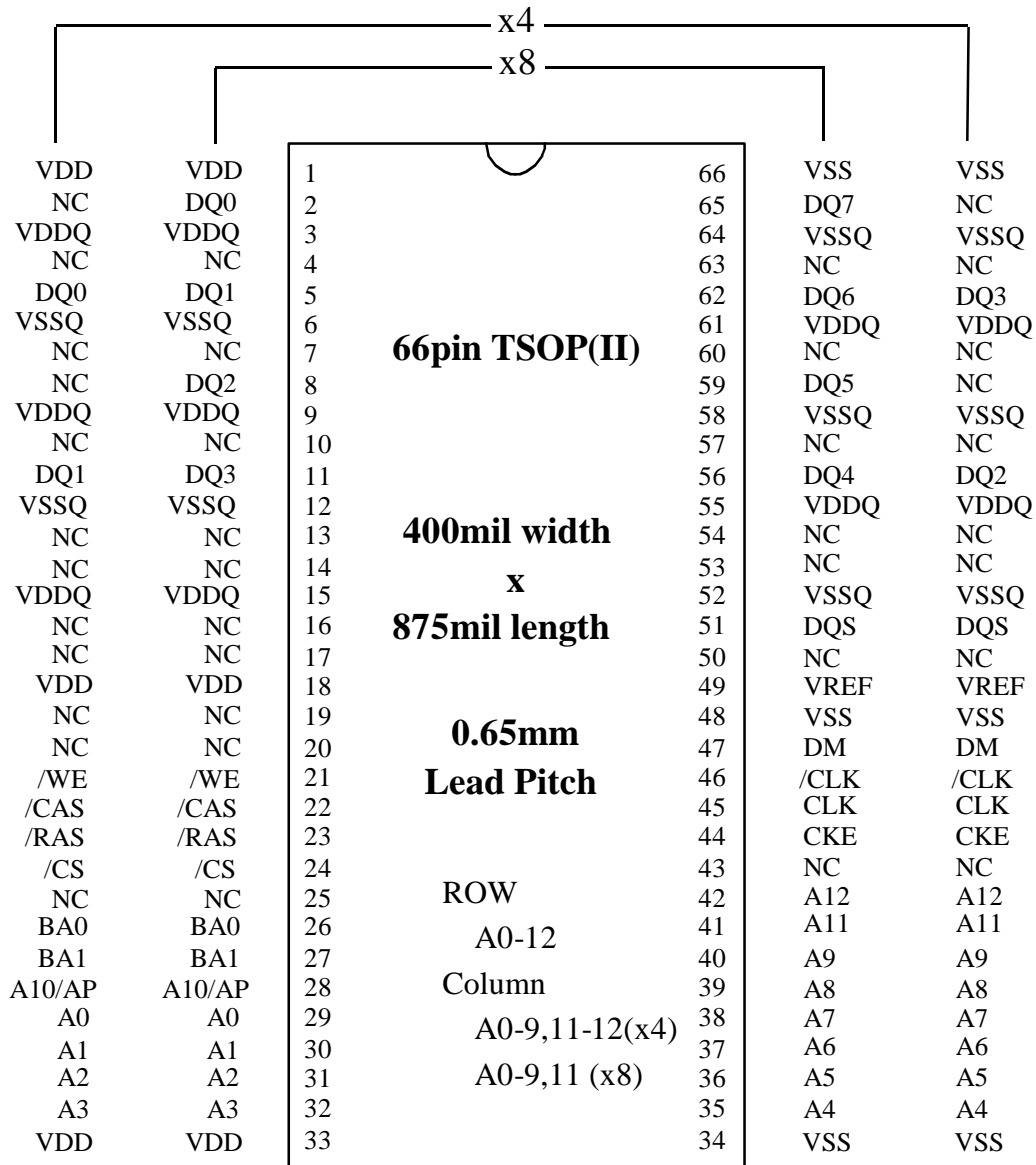 x4
x8
VDD VDD 1 66 VSS VSS
NC DQ0 2 65 DQ7 NC
VDDQ VDDQ 3 64 VSSQ VSSQ
NC NC 4 63 NC NC
DQ0 DQ1 5 62 DQ6 DQ3
VSSQ VSSQ 6 61 VDDQ VDDQ
NC NC 7 66pin TSOP(II) 60 NC NC
NC DQ2 8 59 DQ5 NC
VDDQ VDDQ 9 58 VSSQ VSSQ
NC NC 10 57 NC NC
DQ1 DQ3 11 56 DQ4 DQ2
VSSQ VSSQ 12 55 VDDQ VDDQ
NC NC 13 400mil width 54 NC NC
NC NC 14 x 53 NC NC
VDDQ VDDQ 15 52 VSSQ VSSQ
NC NC 16 875mil length 51 DQS DQS
NC NC 17 50 NC NC
VDD VDD 18 49 VREF VREF
NC NC 19 0.65mm 48 VSS VSS
NC NC 20 47 DM DM
/WE /WE 21 Lead Pitch 46 /CLK /CLK
/CAS /CAS 22 45 CLK CLK
/RAS /RAS 23 44 CKE CKE
/CS /CS 24 43 NC NC
NC NC 25 ROW 42 A12 A12
BA0 BA0 26 A0-12 41 A11 A11
BA1 BA1 27 40 A9 A9
A10/AP A10/AP 28 Column 39 A8 A8
A0 A0 29 A0-9,11-12(x4) 38 A7 A7
A1 A1 30 37 A6 A6
A2 A2 31 A0-9,11 (x8) 36 A5 A5
A3 A3 32 35 A4 A4
VDD VDD 33 34 VSS VSS